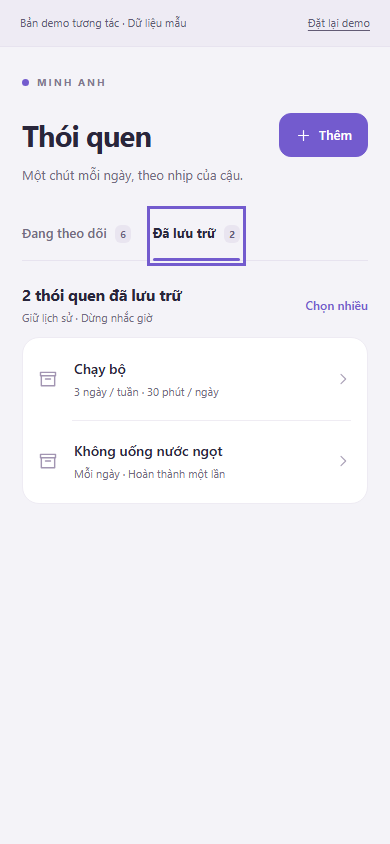 Bản demo tương tác · Dữ liệu mẫu
Đặt lại demo
MINH ANH
Thói quen
Thêm
Một chút mỗi ngày, theo nhịp của cậu.
Đang theo dõi 6
Đã lưu trữ 2
2 thói quen đã lưu trữ
Giữ lịch sử · Dừng nhắc giờ
Chọn nhiều
Chạy bộ
3 ngày / tuần · 30 phút / ngày
Không uống nước ngọt
Mỗi ngày · Hoàn thành một lần